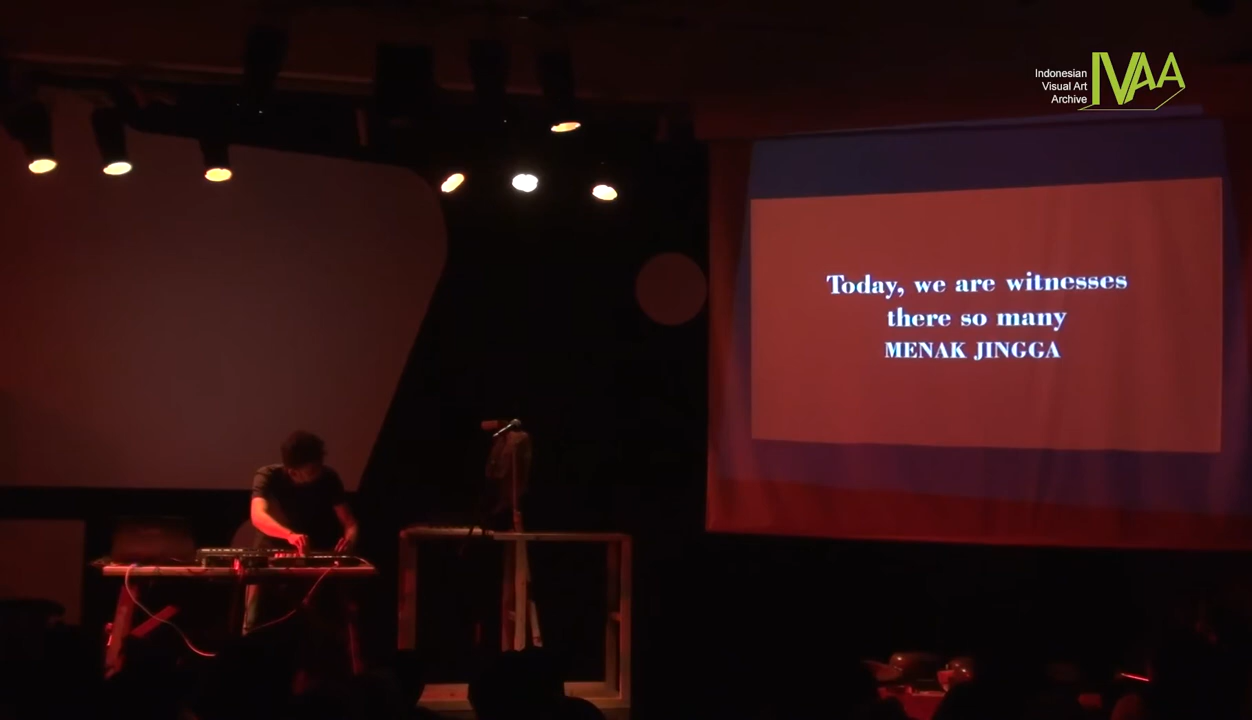 Indonesian
Visual Art
Archive
IVAA
Today, we are witnesses
there so many
MENAK JINGGA